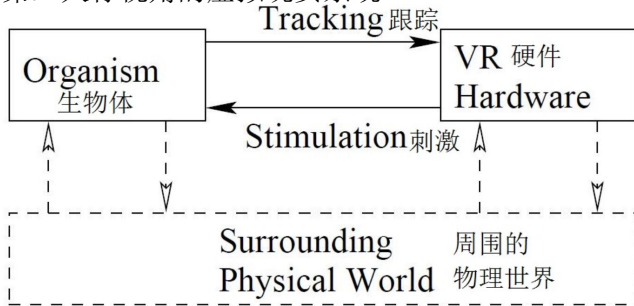 Tracking 跟踪
Organism
生物体
VR 硬件
Hardware
Stimulation 刺激
Surrounding 周围的
Physical World 物理世界